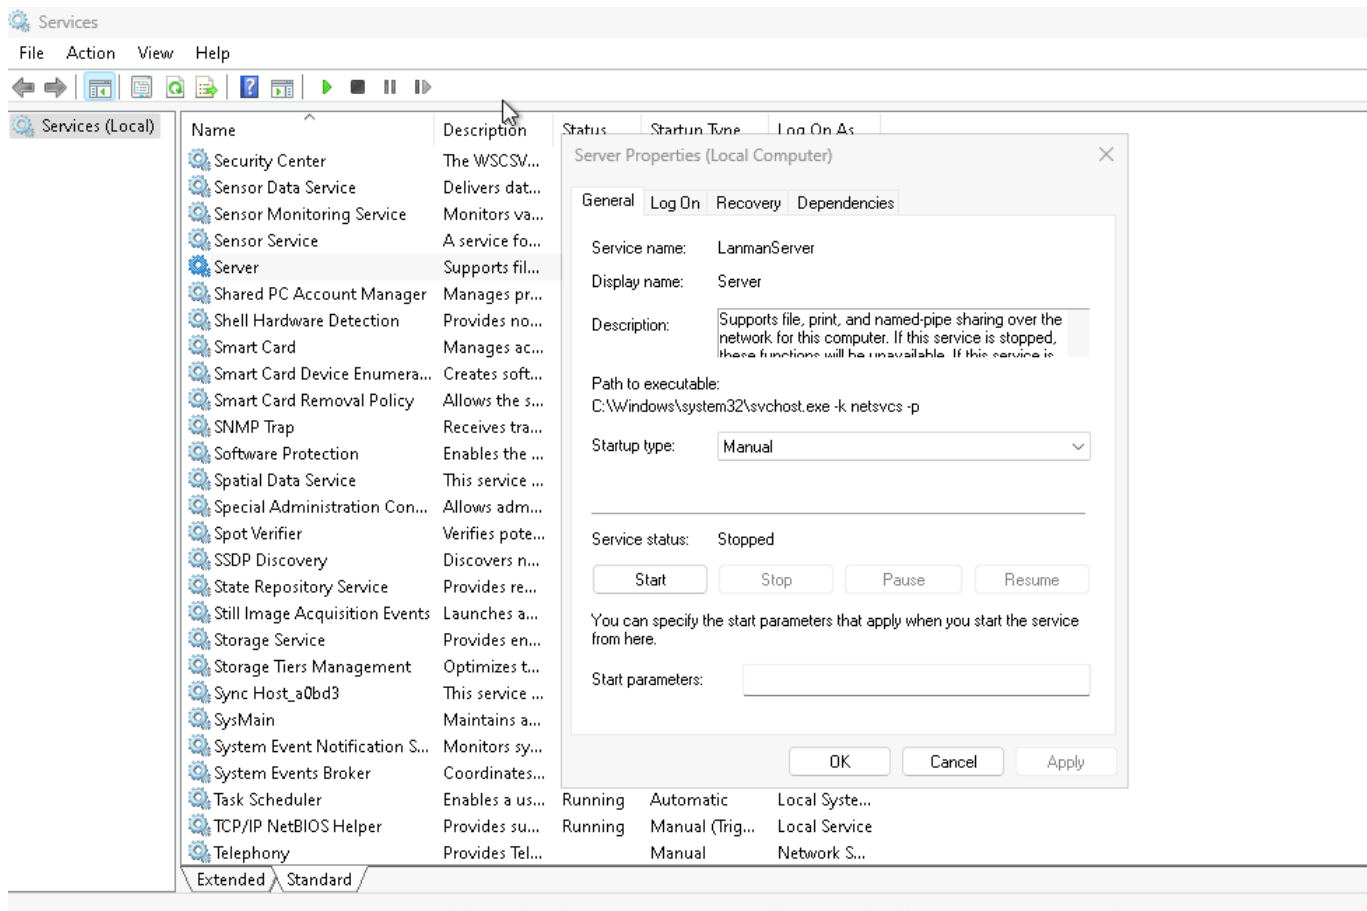 Services
File Action View Help
Services (Local)
Name Description Status Startup Type Log On As
Security Center The WSCSV...
Sensor Data Service Delivers dat...
Sensor Monitoring Service Monitors va...
Sensor Service A service fo...
Server Supports fil...
Shared PC Account Manager Manages pr...
Shell Hardware Detection Provides no...
Smart Card Manages ac...
Smart Card Device Enumera... Creates soft...
Smart Card Removal Policy Allows the s...
SNMP Trap Receives tra...
Software Protection Enables the ...
Spatial Data Service This service ...
Special Administration Con... Allows adm...
Spot Verifier Verifies pote...
SSDP Discovery Discovers n...
State Repository Service Provides re...
Still Image Acquisition Events Launches a...
Storage Service Provides en...
Storage Tiers Management Optimizes t...
Sync Host_a0bd3 This service ...
SysMain Maintains a...
System Event Notification S... Monitors sy...
System Events Broker Coordinates...
Task Scheduler Enables a us... Running Automatic Local Syste...
TCP/IP NetBIOS Helper Provides su... Running Manual (Trig... Local Service
Telephony Provides Tel... Manual Network S...
Extended Standard
Server Properties (Local Computer)
General Log On Recovery Dependencies
Service name: LanmanServer
Display name: Server
Description: Supports file, print, and named-pipe sharing over the
network for this computer. If this service is stopped,
these functions will be unavailable. If this service is
Path to executable:
C:\Windows\system32\svchost.exe -k netsvcs -p
Startup type: Manual
Service status: Stopped
Start Stop Pause Resume
You can specify the start parameters that apply when you start the service
from here.
Start parameters:
OK Cancel Apply